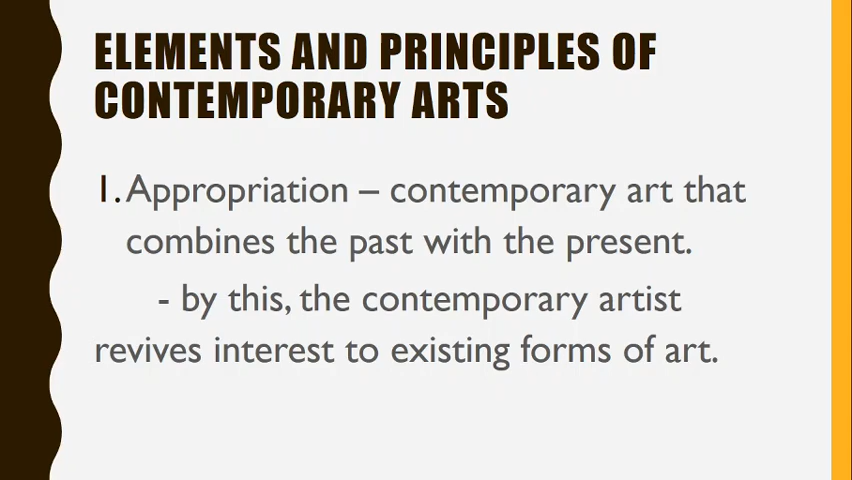 ELEMENTS AND PRINCIPLES OF
CONTEMPORARY ARTS
1. Appropriation – contemporary art that
combines the past with the present.
- by this, the contemporary artist
revives interest to existing forms of art.